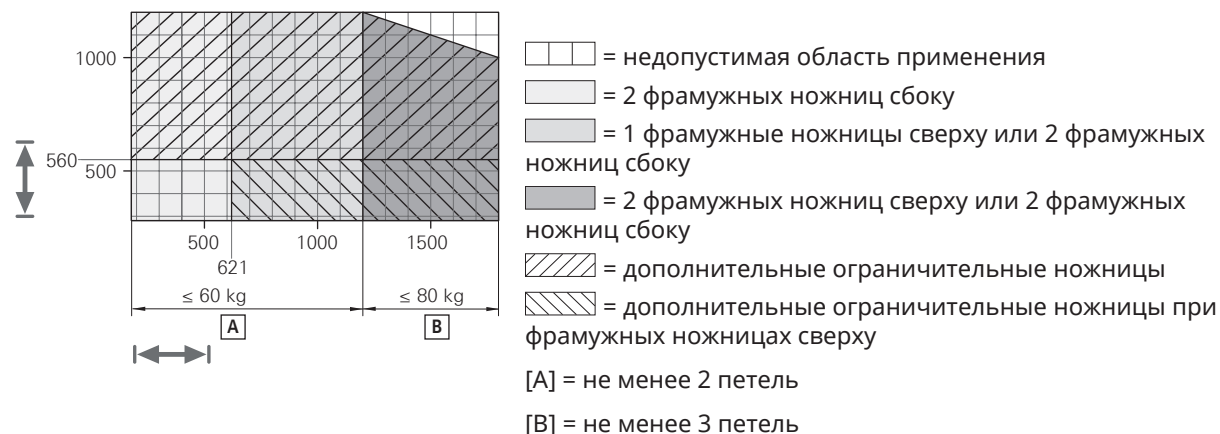 1000
560
500
500
1000
1500
621
≤ 60 kg
≤ 80 kg
A
B
= недопустимая область применения
= 2 фрамужных ножниц сбоку
= 1 фрамужные ножницы сверху или 2 фрамужных
ножниц сбоку
= 2 фрамужных ножниц сверху или 2 фрамужных
ножниц сбоку
= дополнительные ограничительные ножницы
= дополнительные ограничительные ножницы при
фрамужных ножницах сверху
[A] = не менее 2 петель
[B] = не менее 3 петель